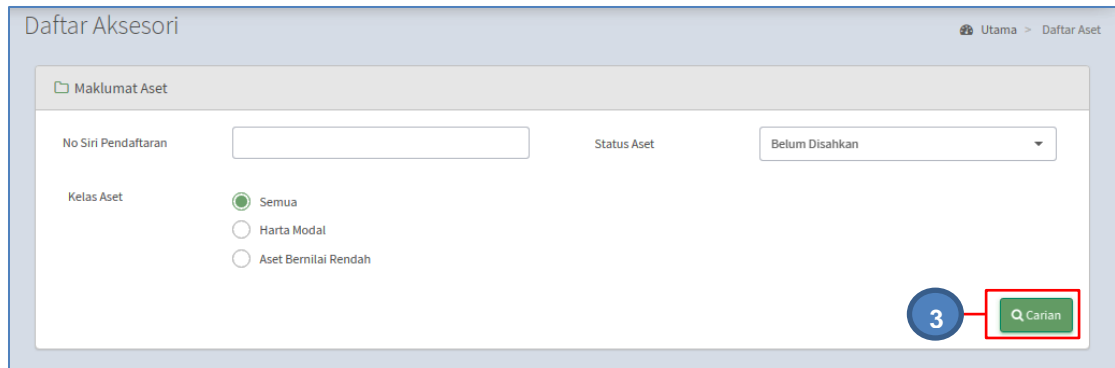 Daftar Aksesori
Utama > Daftar Aset
Maklumat Aset
No Siri Pendaftaran
Status Aset
Belum Disahkan
Kelas Aset
Semua
Harta Modal
Aset Bernilai Rendah
3
Carian